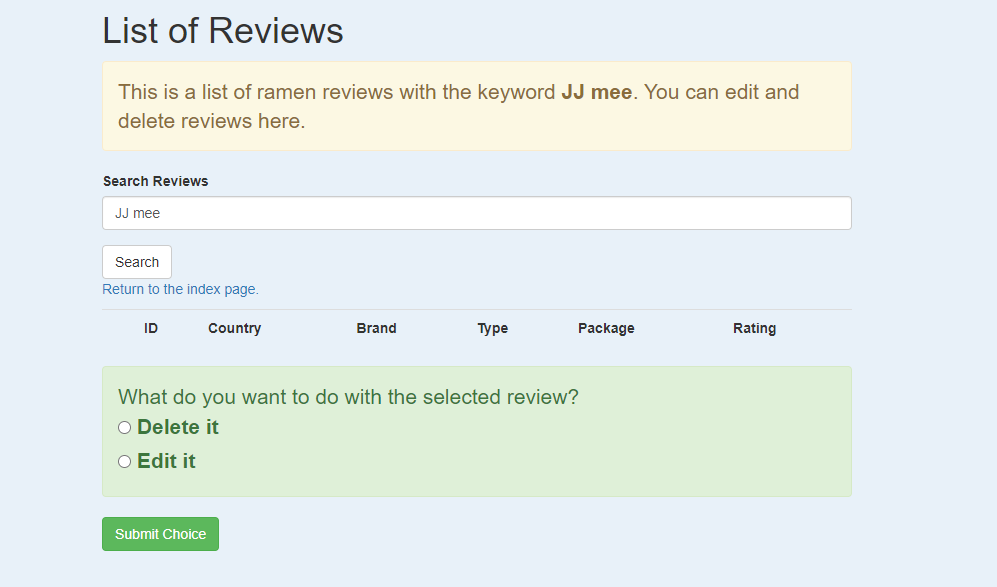 List of Reviews
This is a list of ramen reviews with the keyword JJ mee. You can edit and
delete reviews here.
Search Reviews
JJ mee
Search
Return to the index page.
ID Country Brand Type Package Rating
What do you want to do with the selected review?
Delete it
Edit it
Submit Choice